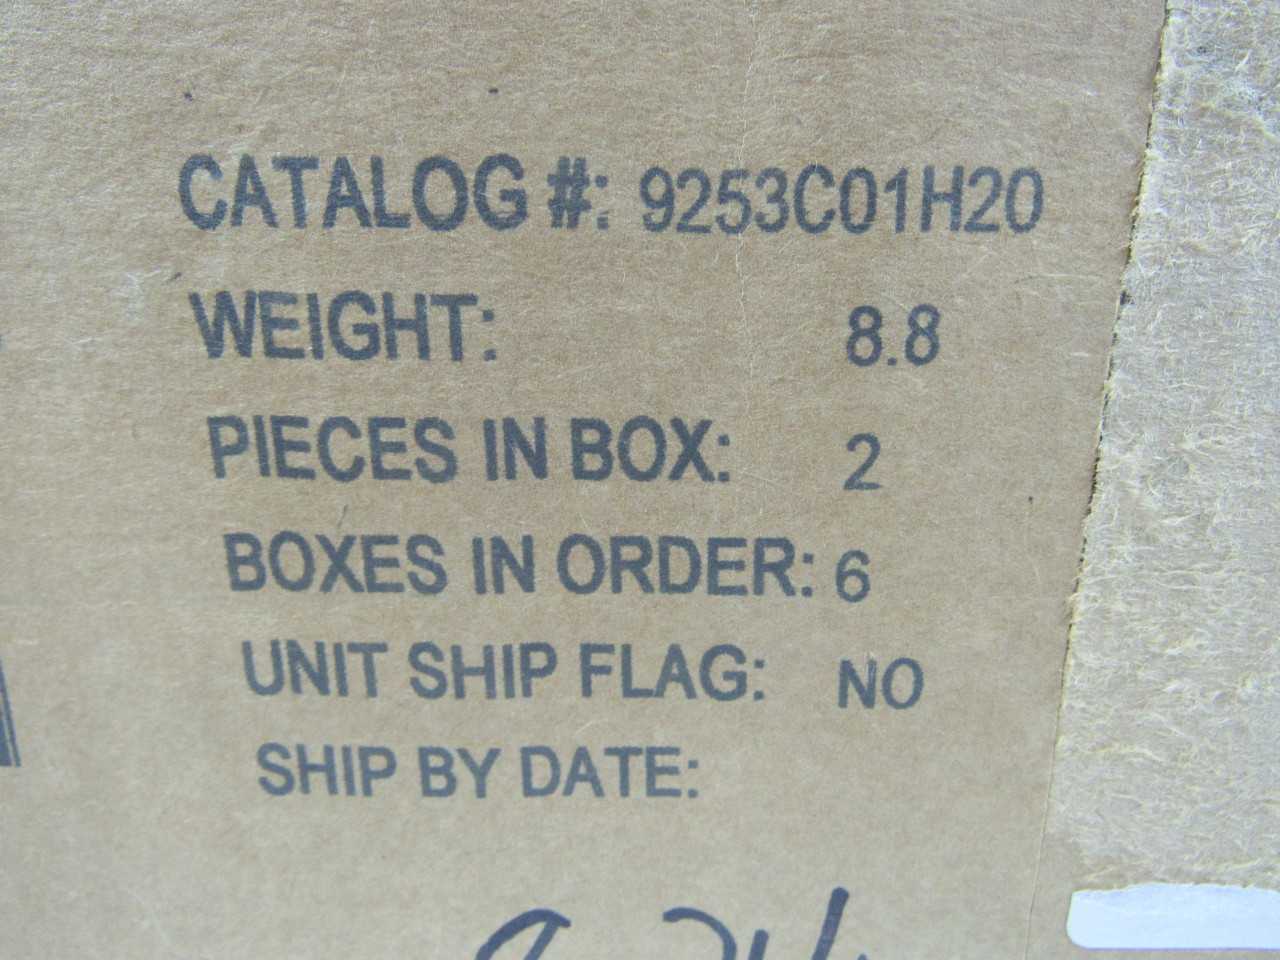 CATALOG #: 9253C01H20
WEIGHT: 8.8
PIECES IN BOX: 2
BOXES IN ORDER: 6
UNIT SHIP FLAG: NO
SHIP BY DATE: